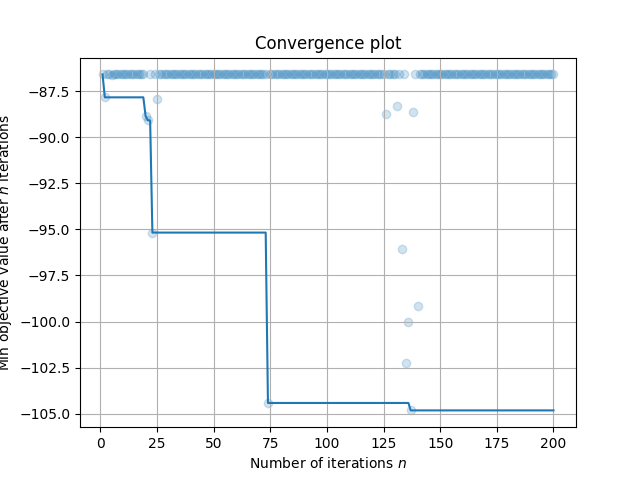 Convergence plot
Min objective value after n iterations
−87.5
−90.0
−92.5
−95.0
−97.5
−100.0
−102.5
−105.0
0 25 50 75 100 125 150 175 200
Number of iterations n